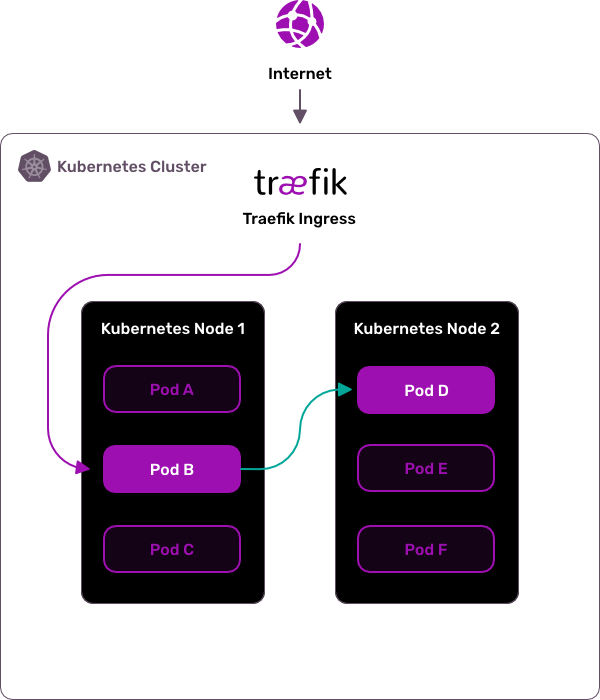 Internet
Kubernetes Cluster
træfik
Traefik Ingress
Kubernetes Node 1
Pod A
Pod B
Pod C
Kubernetes Node 2
Pod D
Pod E
Pod F